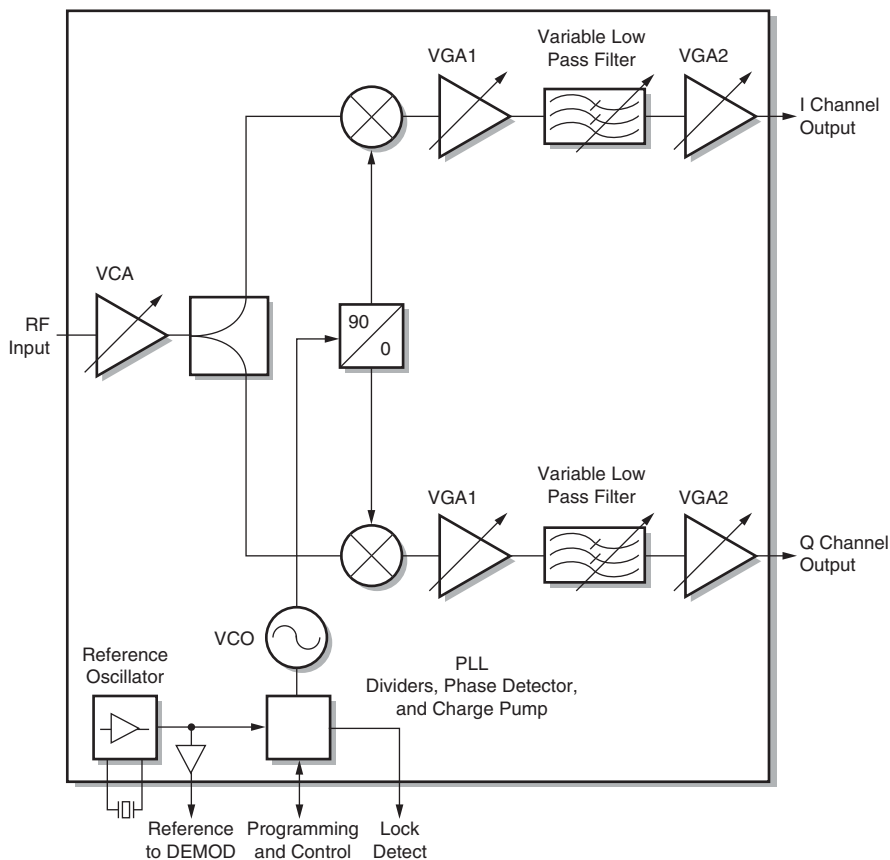 VGA1
Variable Low
Pass Filter
VGA2
I Channel
Output
VCA
RF
Input
90
0
VGA1
Variable Low
Pass Filter
VGA2
Q Channel
Output
VCO
Reference
Oscillator
PLL
Dividers, Phase Detector,
and Charge Pump
Reference
to DEMOD
Programming
and Control
Lock
Detect